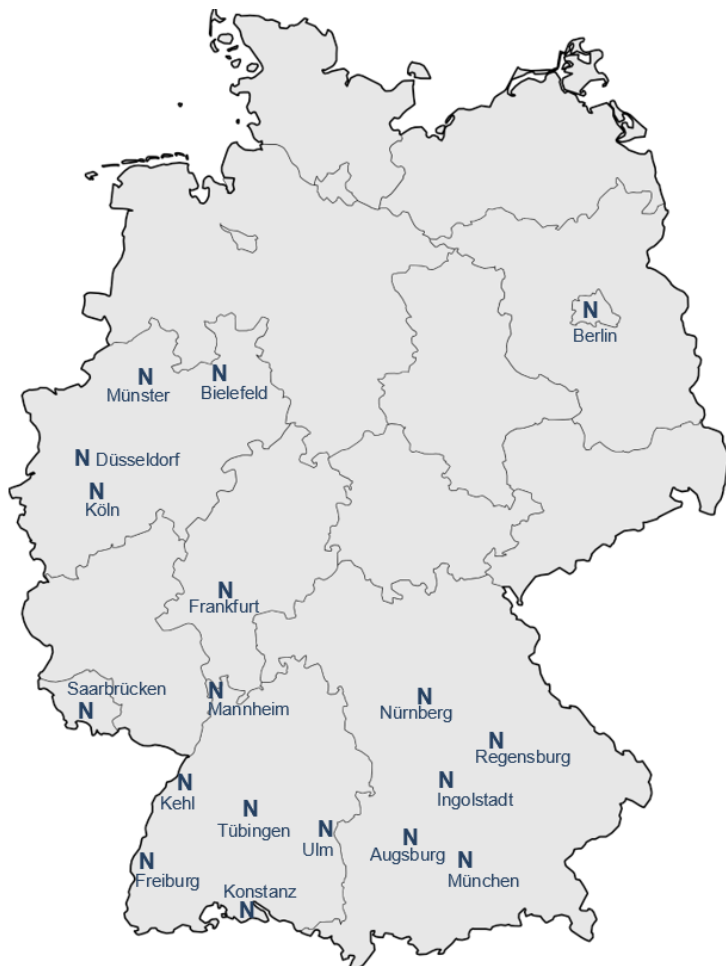 N
Berlin
N
Münster
N
Bielefeld
N Düsseldorf
N
Köln
N
Frankfurt
Saarbrücken
N
N
Mannheim
N
Nürnberg
N
Regensburg
N
Kehl
N
Ingolstadt
N
Tübingen
N
Ulm
N
Augsburg
N
München
N
Freiburg
Konstanz
N